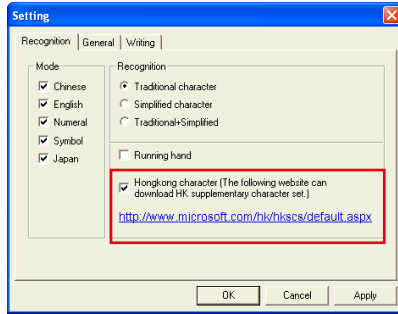 Setting
Recognition General Writing
Mode
Chinese
English
Numeral
Symbol
Japan
Recognition
Traditional character
Simplified character
Traditional+Simplified
Running hand
Hongkong character (The following website can
download HK supplementary character set.)
http://www.microsoft.com/hk/hkscs/default.aspx
OK Cancel Apply